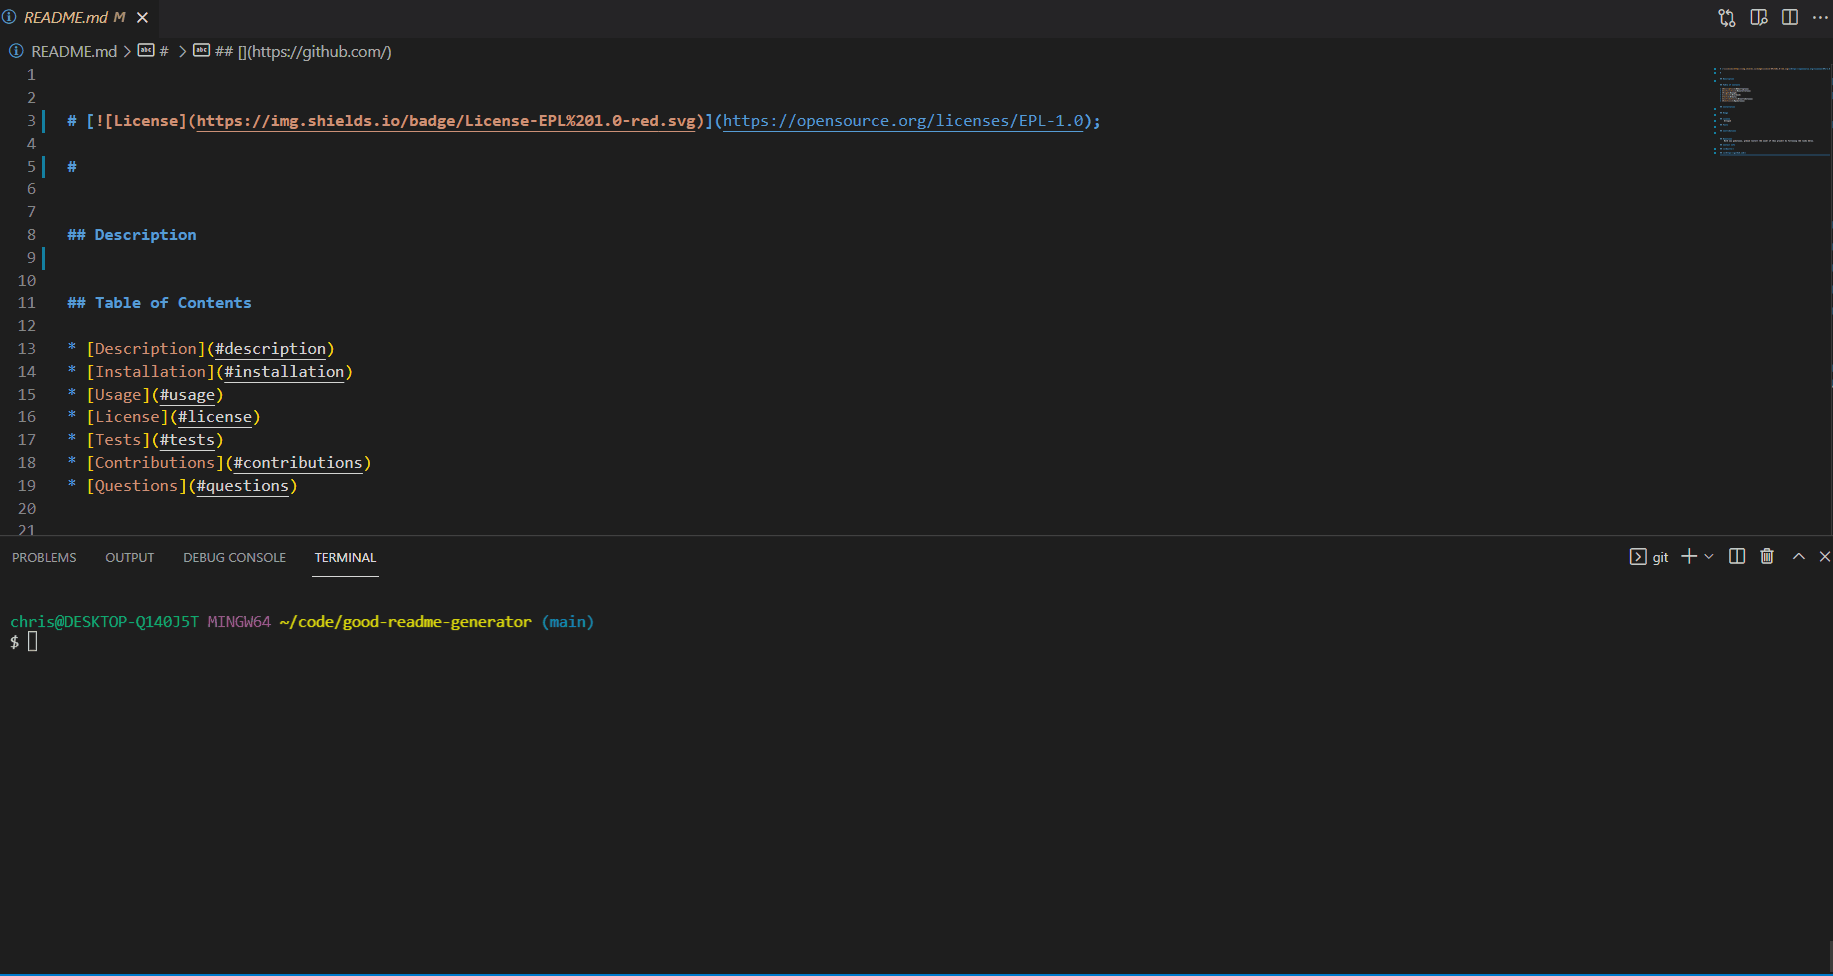 README.md M
README.md > # > ## [](https://github.com/)
1
2
3 # [![License](https://img.shields.io/badge/License-EPL%201.0-red.svg)](https://opensource.org/licenses/EPL-1.0);
4
5 #
6
7
8 ## Description
9
10
11 ## Table of Contents
12
13 * [Description](#description)
14 * [Installation](#installation)
15 * [Usage](#usage)
16 * [License](#license)
17 * [Tests](#tests)
18 * [Contributions](#contributions)
19 * [Questions](#questions)
20
21
PROBLEMS OUTPUT DEBUG CONSOLE TERMINAL git
chris@DESKTOP-Q140J5T MINGW64 ~/code/good-readme-generator (main)
$